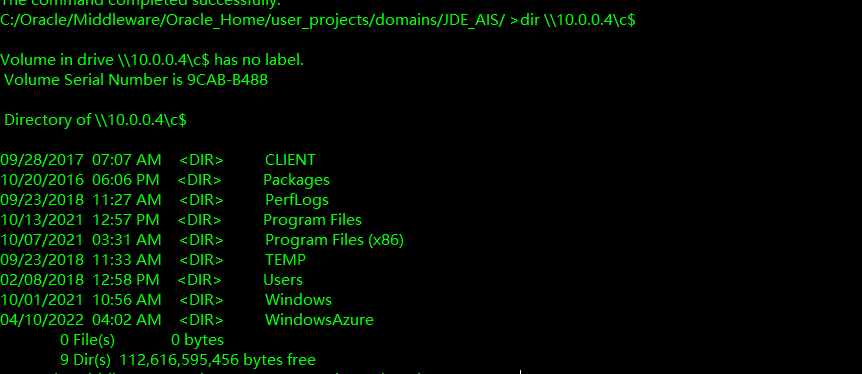 The command completed successfully.
C:/Oracle/Middleware/Oracle_Home/user_projects/domains/JDE_AIS/ >dir \\10.0.0.4\c$
Volume in drive \\10.0.0.4\c$ has no label.
Volume Serial Number is 9CAB-B488
Directory of \\10.0.0.4\c$
09/28/2017 07:07 AM <DIR> CLIENT
10/20/2016 06:06 PM <DIR> Packages
09/23/2018 11:27 AM <DIR> PerfLogs
10/13/2021 12:57 PM <DIR> Program Files
10/07/2021 03:31 AM <DIR> Program Files (x86)
09/23/2018 11:33 AM <DIR> TEMP
02/08/2018 12:58 PM <DIR> Users
10/01/2021 10:56 AM <DIR> Windows
04/10/2022 04:02 AM <DIR> WindowsAzure
0 File(s) 0 bytes
9 Dir(s) 112,616,595,456 bytes free